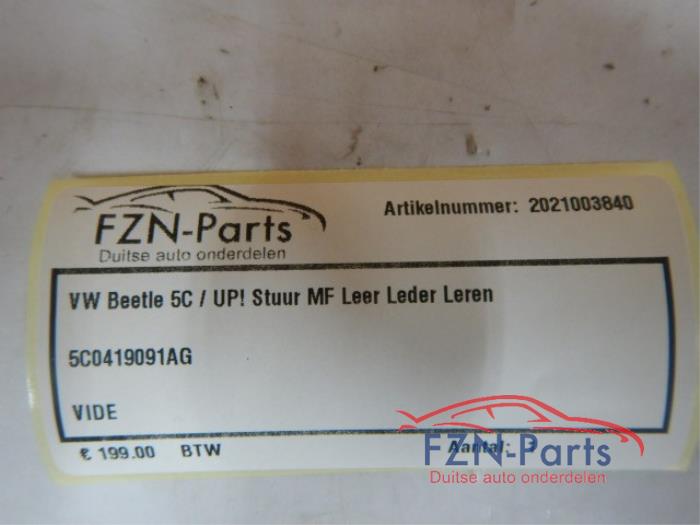 FZN-Parts
Duitse auto onderdelen
Artikelnummer: 2021003840
VW Beetle 5C / UP! Stuur MF Leer Leder Leren
5C0419091AG
VIDE
€ 199.00 BTW
Aantal:
FZN-Parts
Duitse auto onderdelen